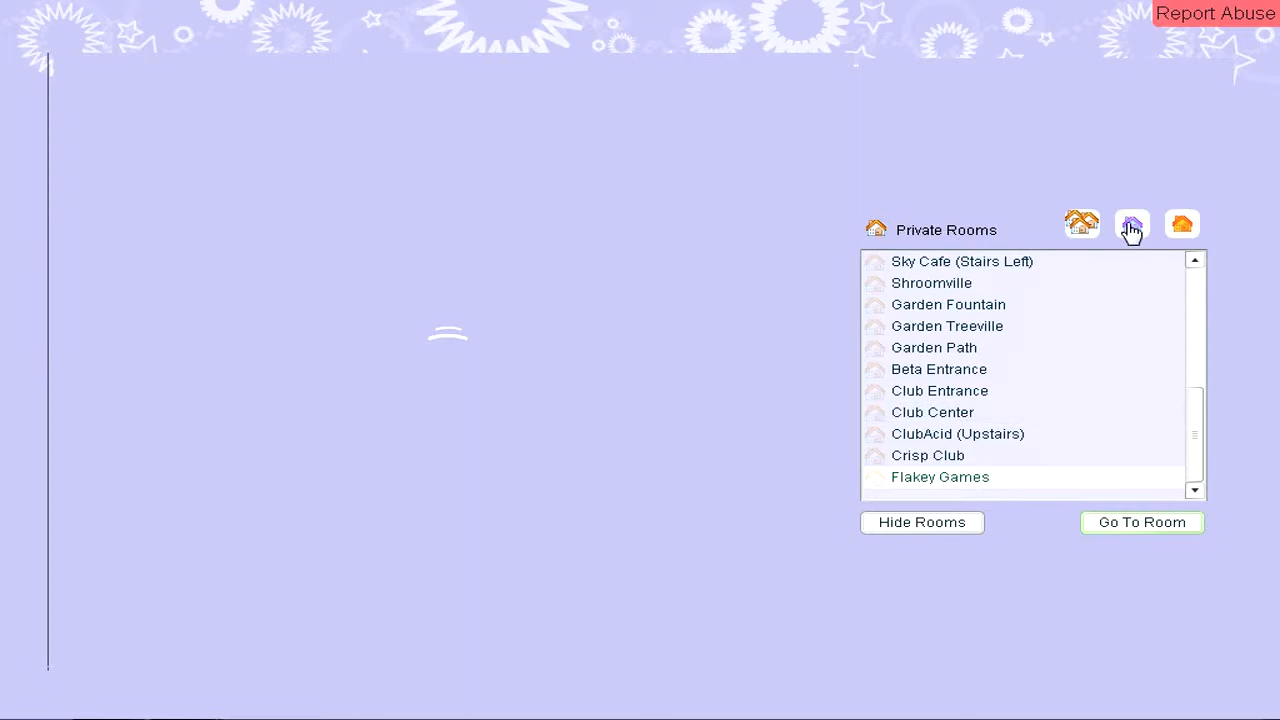 Report Abuse
Private Rooms
Sky Cafe (Stairs Left)
Shroomville
Garden Fountain
Garden Treeville
Garden Path
Beta Entrance
Club Entrance
Club Center
ClubAcid (Upstairs)
Crisp Club
Flakey Games
Hide Rooms
Go To Room